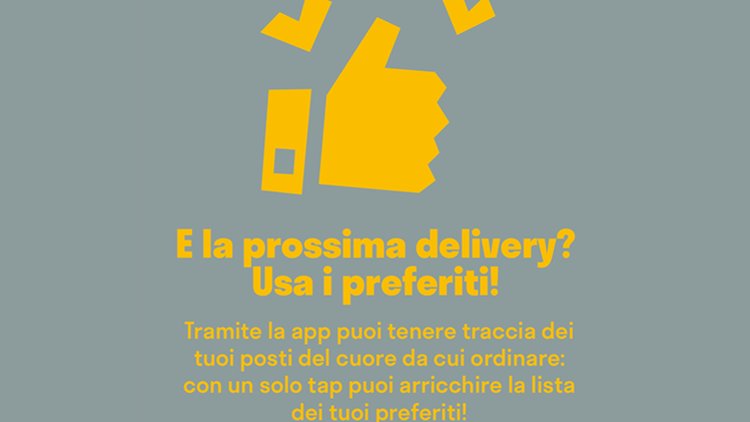 E la prossima delivery?
Usa i preferiti!
Tramite la app puoi tenere traccia dei
tuoi posti del cuore da cui ordinare:
con un solo tap puoi arricchire la lista
dei tuoi preferiti!